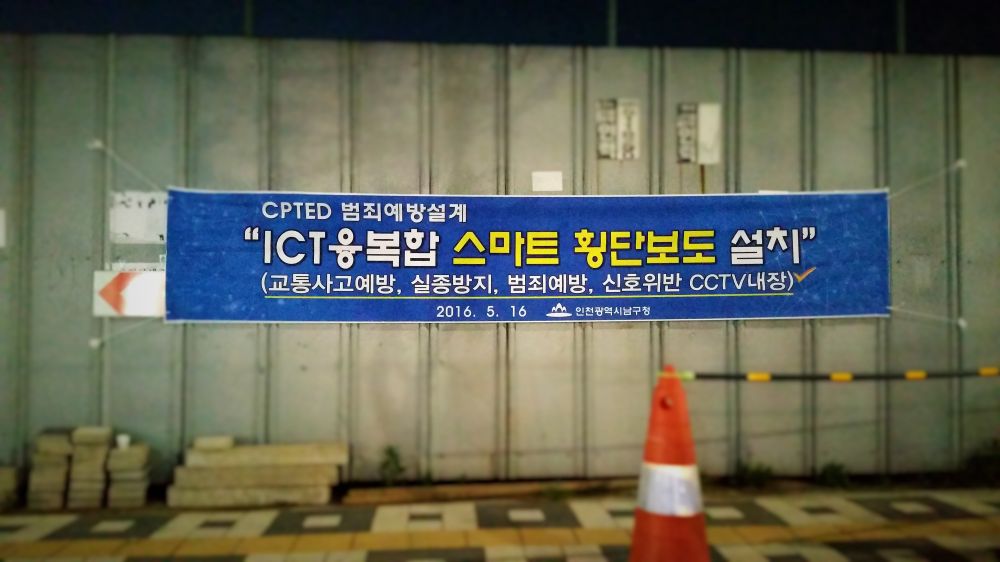 CPTED 범죄예방설계
“ICT융복합 스마트 횡단보도 설치”
(교통사고예방, 실종방지, 범죄예방, 신호위반 CCTV내장)
2016. 5. 16 인천광역시남구청